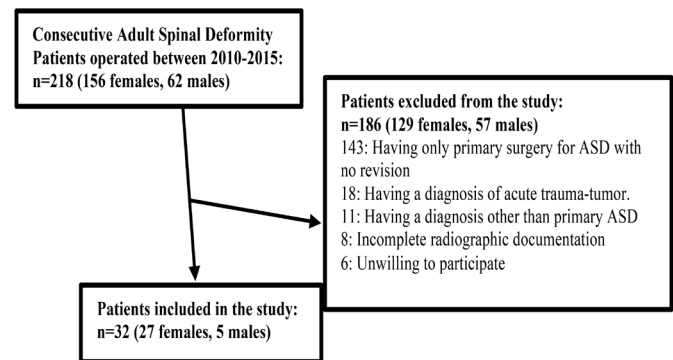 Consecutive Adult Spinal Deformity
Patients operated between 2010-2015:
n=218 (156 females, 62 males)
Patients excluded from the study:
n=186 (129 females, 57 males)
143: Having only primary surgery for ASD with
no revision
18: Having a diagnosis of acute trauma-tumor.
11: Having a diagnosis other than primary ASD
8: Incomplete radiographic documentation
6: Unwilling to participate
Patients included in the study:
n=32 (27 females, 5 males)